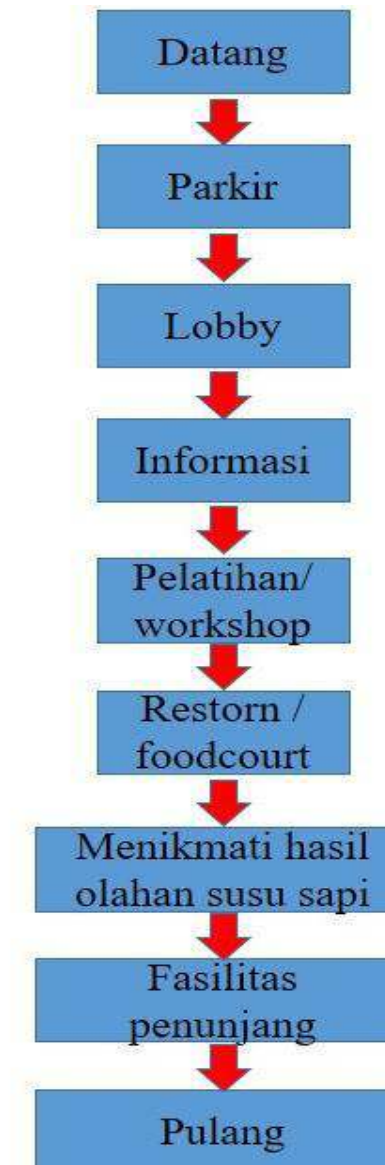 Datang
Parkir
Lobby
Informasi
Pelatihan/
workshop
Restorn /
foodcourt
Menikmati hasil
olahan susu sapi
Fasilitas
penunjang
Pulang